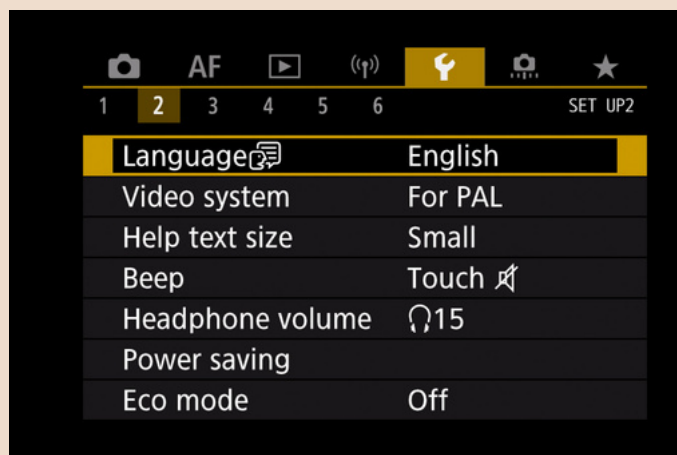 AF
1 2 3 4 5 6 SET UP2
Language English
Video system For PAL
Help text size Small
Beep Touch
Headphone volume 15
Power saving
Eco mode Off